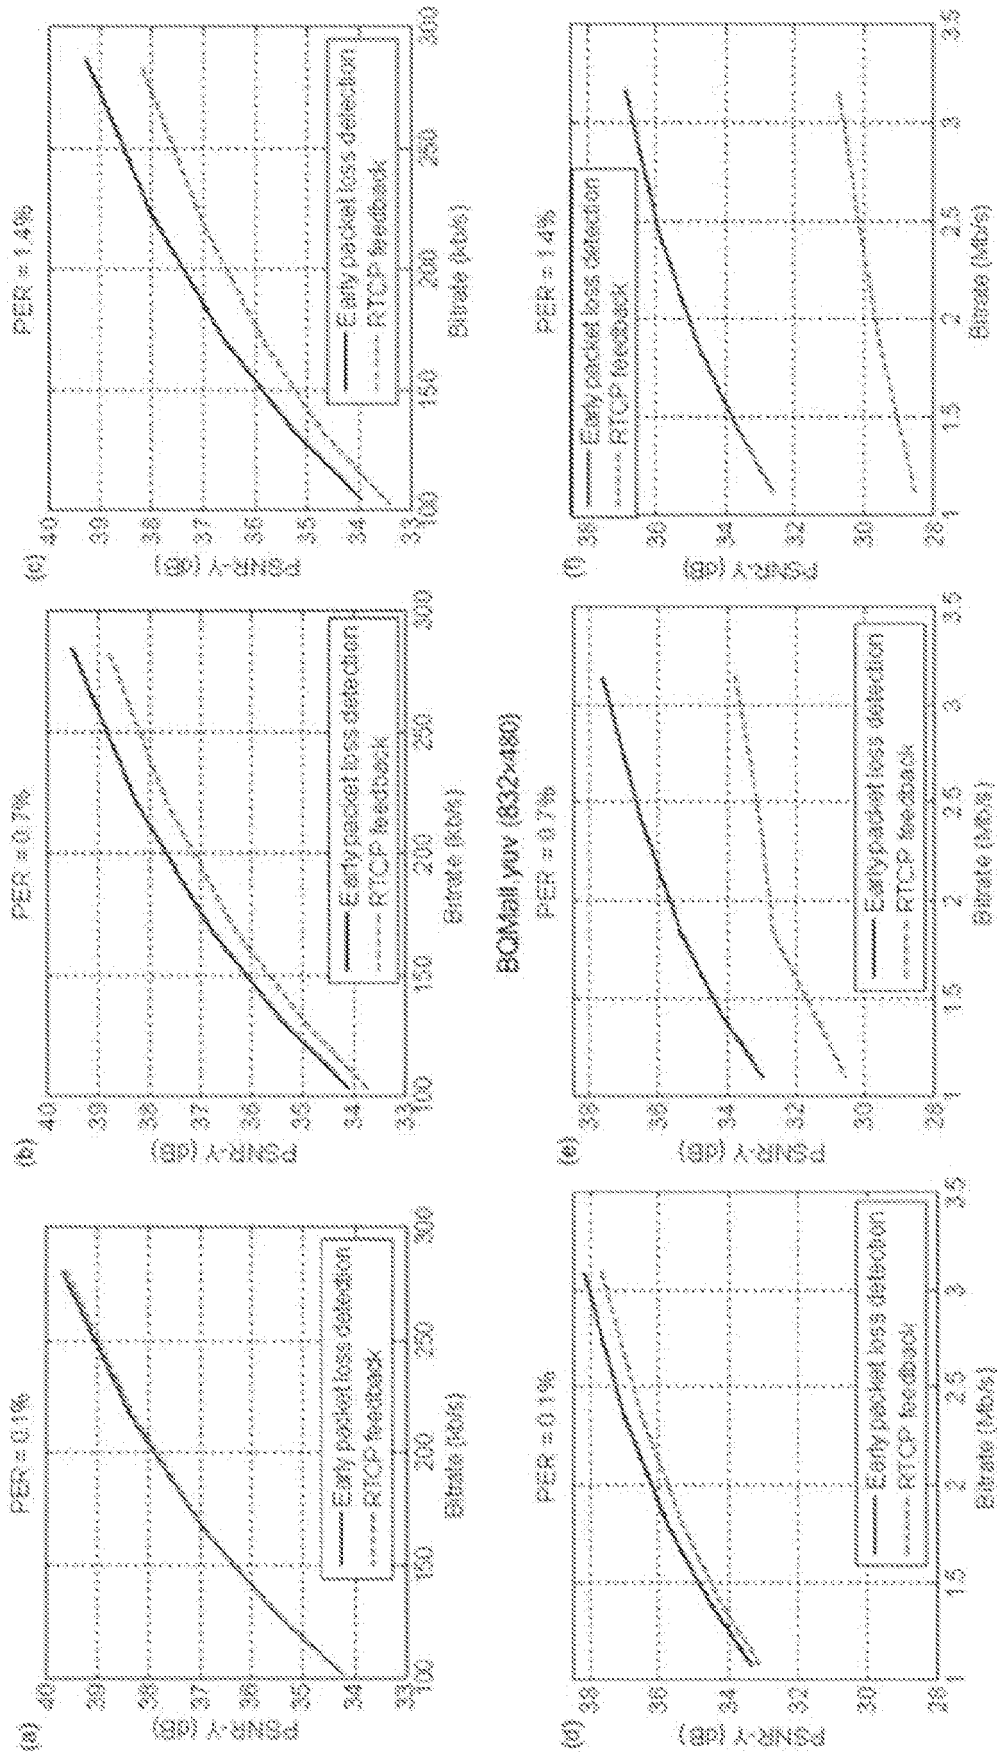 (a)
PER = 0.1%
40
39
38
37
36
35
34
33
PSNR-Y (dB)
100
150
200
250
300
Bitrate (kb/s)
Early packet loss detection
RTCP feedback
(b)
PER = 0.7%
40
39
38
37
36
35
34
33
PSNR-Y (dB)
100
150
200
250
300
Bitrate (kb/s)
Early packet loss detection
RTCP feedback
(c)
PER = 1.4%
40
39
38
37
36
35
34
33
PSNR-Y (dB)
100
150
200
250
300
Bitrate (kb/s)
Early packet loss detection
RTCP feedback
BQMall.yuv (832x480)
(d)
PER = 0.1%
38
36
34
32
30
28
PSNR-Y (dB)
1
1.5
2
2.5
3
3.5
Bitrate (Mb/s)
Early packet loss detection
RTCP feedback
(e)
PER = 0.7%
38
36
34
32
30
28
PSNR-Y (dB)
1
1.5
2
2.5
3
3.5
Bitrate (Mb/s)
Early packet loss detection
RTCP feedback
(f)
PER = 1.4%
38
36
34
32
30
28
PSNR-Y (dB)
1
1.5
2
2.5
3
3.5
Bitrate (Mb/s)
Early packet loss detection
RTCP feedback